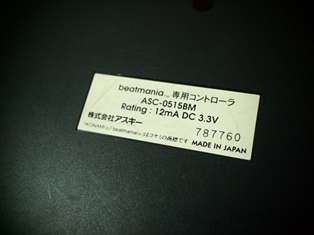 beatmania™ 専用コントローラ
ASC-0515BM
Rating : 12mA DC 3.3V
株式会社アスキー
787760
MADE IN JAPAN